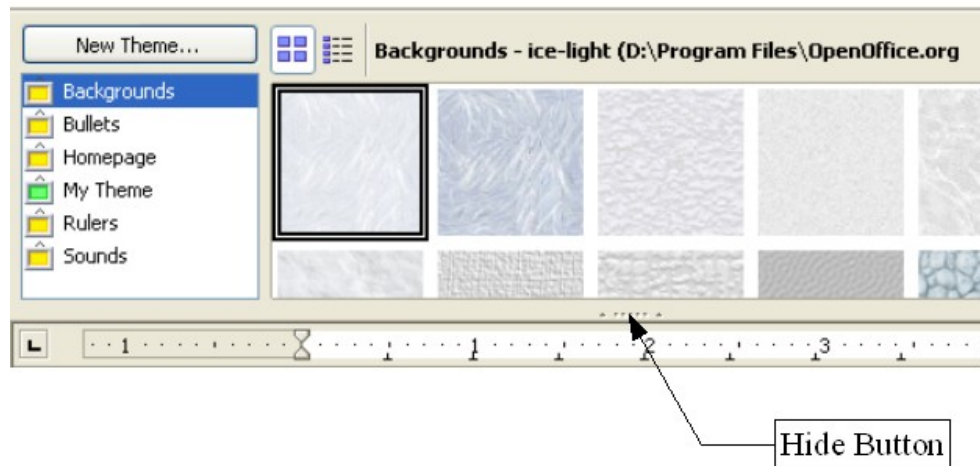 New Theme...
Backgrounds - ice-light (D:\Program Files\OpenOffice.org
Backgrounds
Bullets
Homepage
My Theme
Rulers
Sounds
1 1 2 3
Hide Button